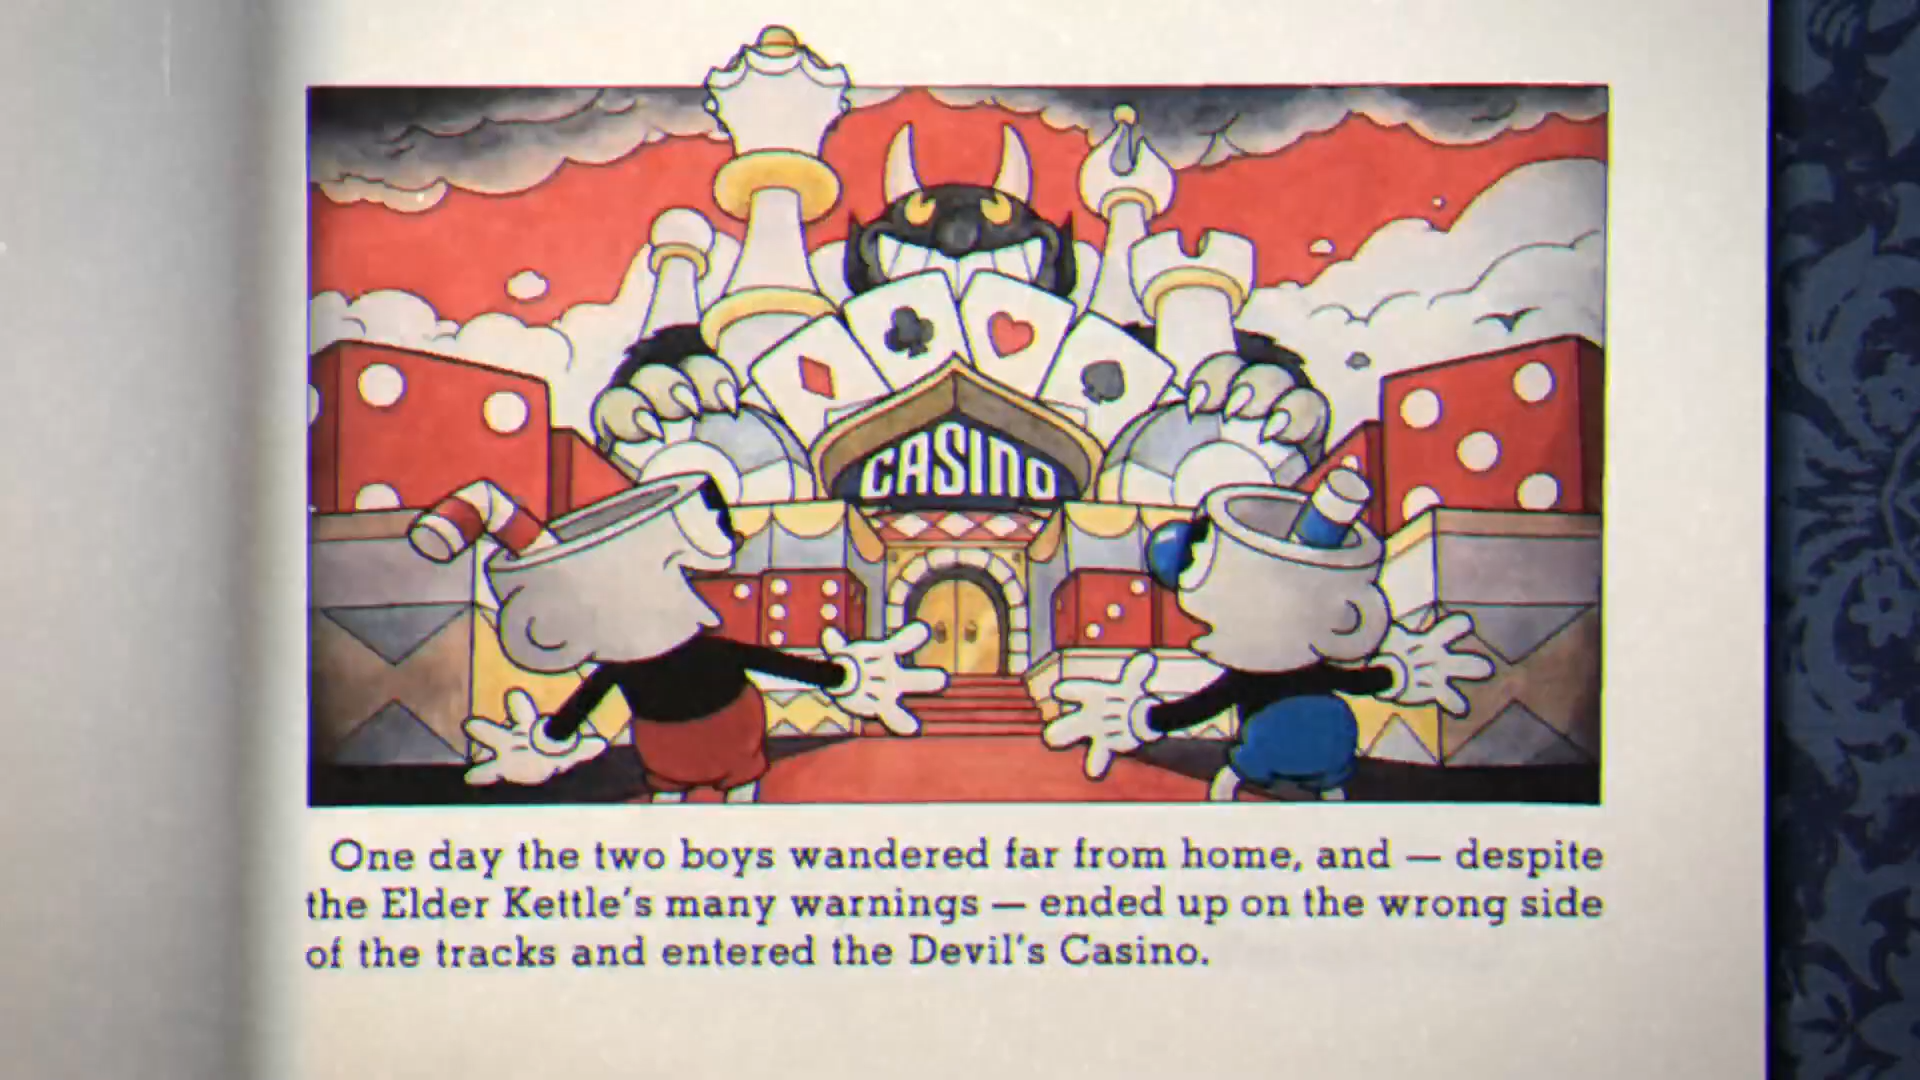 CASINO
One day the two boys wandered far from home, and — despite
the Elder Kettle's many warnings — ended up on the wrong side
of the tracks and entered the Devil's Casino.